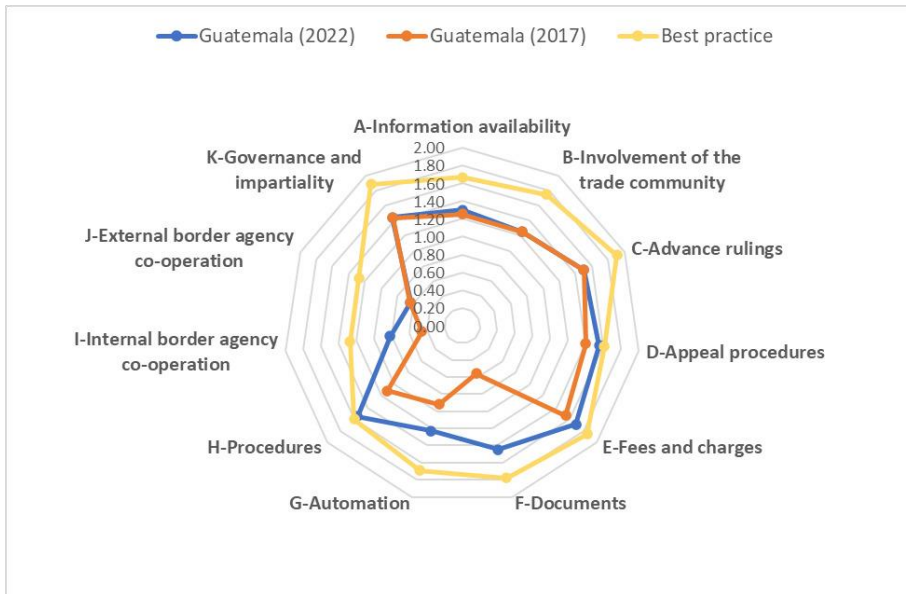 Guatemala (2022) Guatemala (2017) Best practice
A-Information availability
B-Involvement of the
trade community
C-Advance rulings
D-Appeal procedures
E-Fees and charges
F-Documents
G-Automation
H-Procedures
I-Internal border agency
co-operation
J-External border agency
co-operation
K-Governance and
impartiality
2.00
1.80
1.60
1.40
1.20
1.00
0.80
0.60
0.40
0.20
0.00